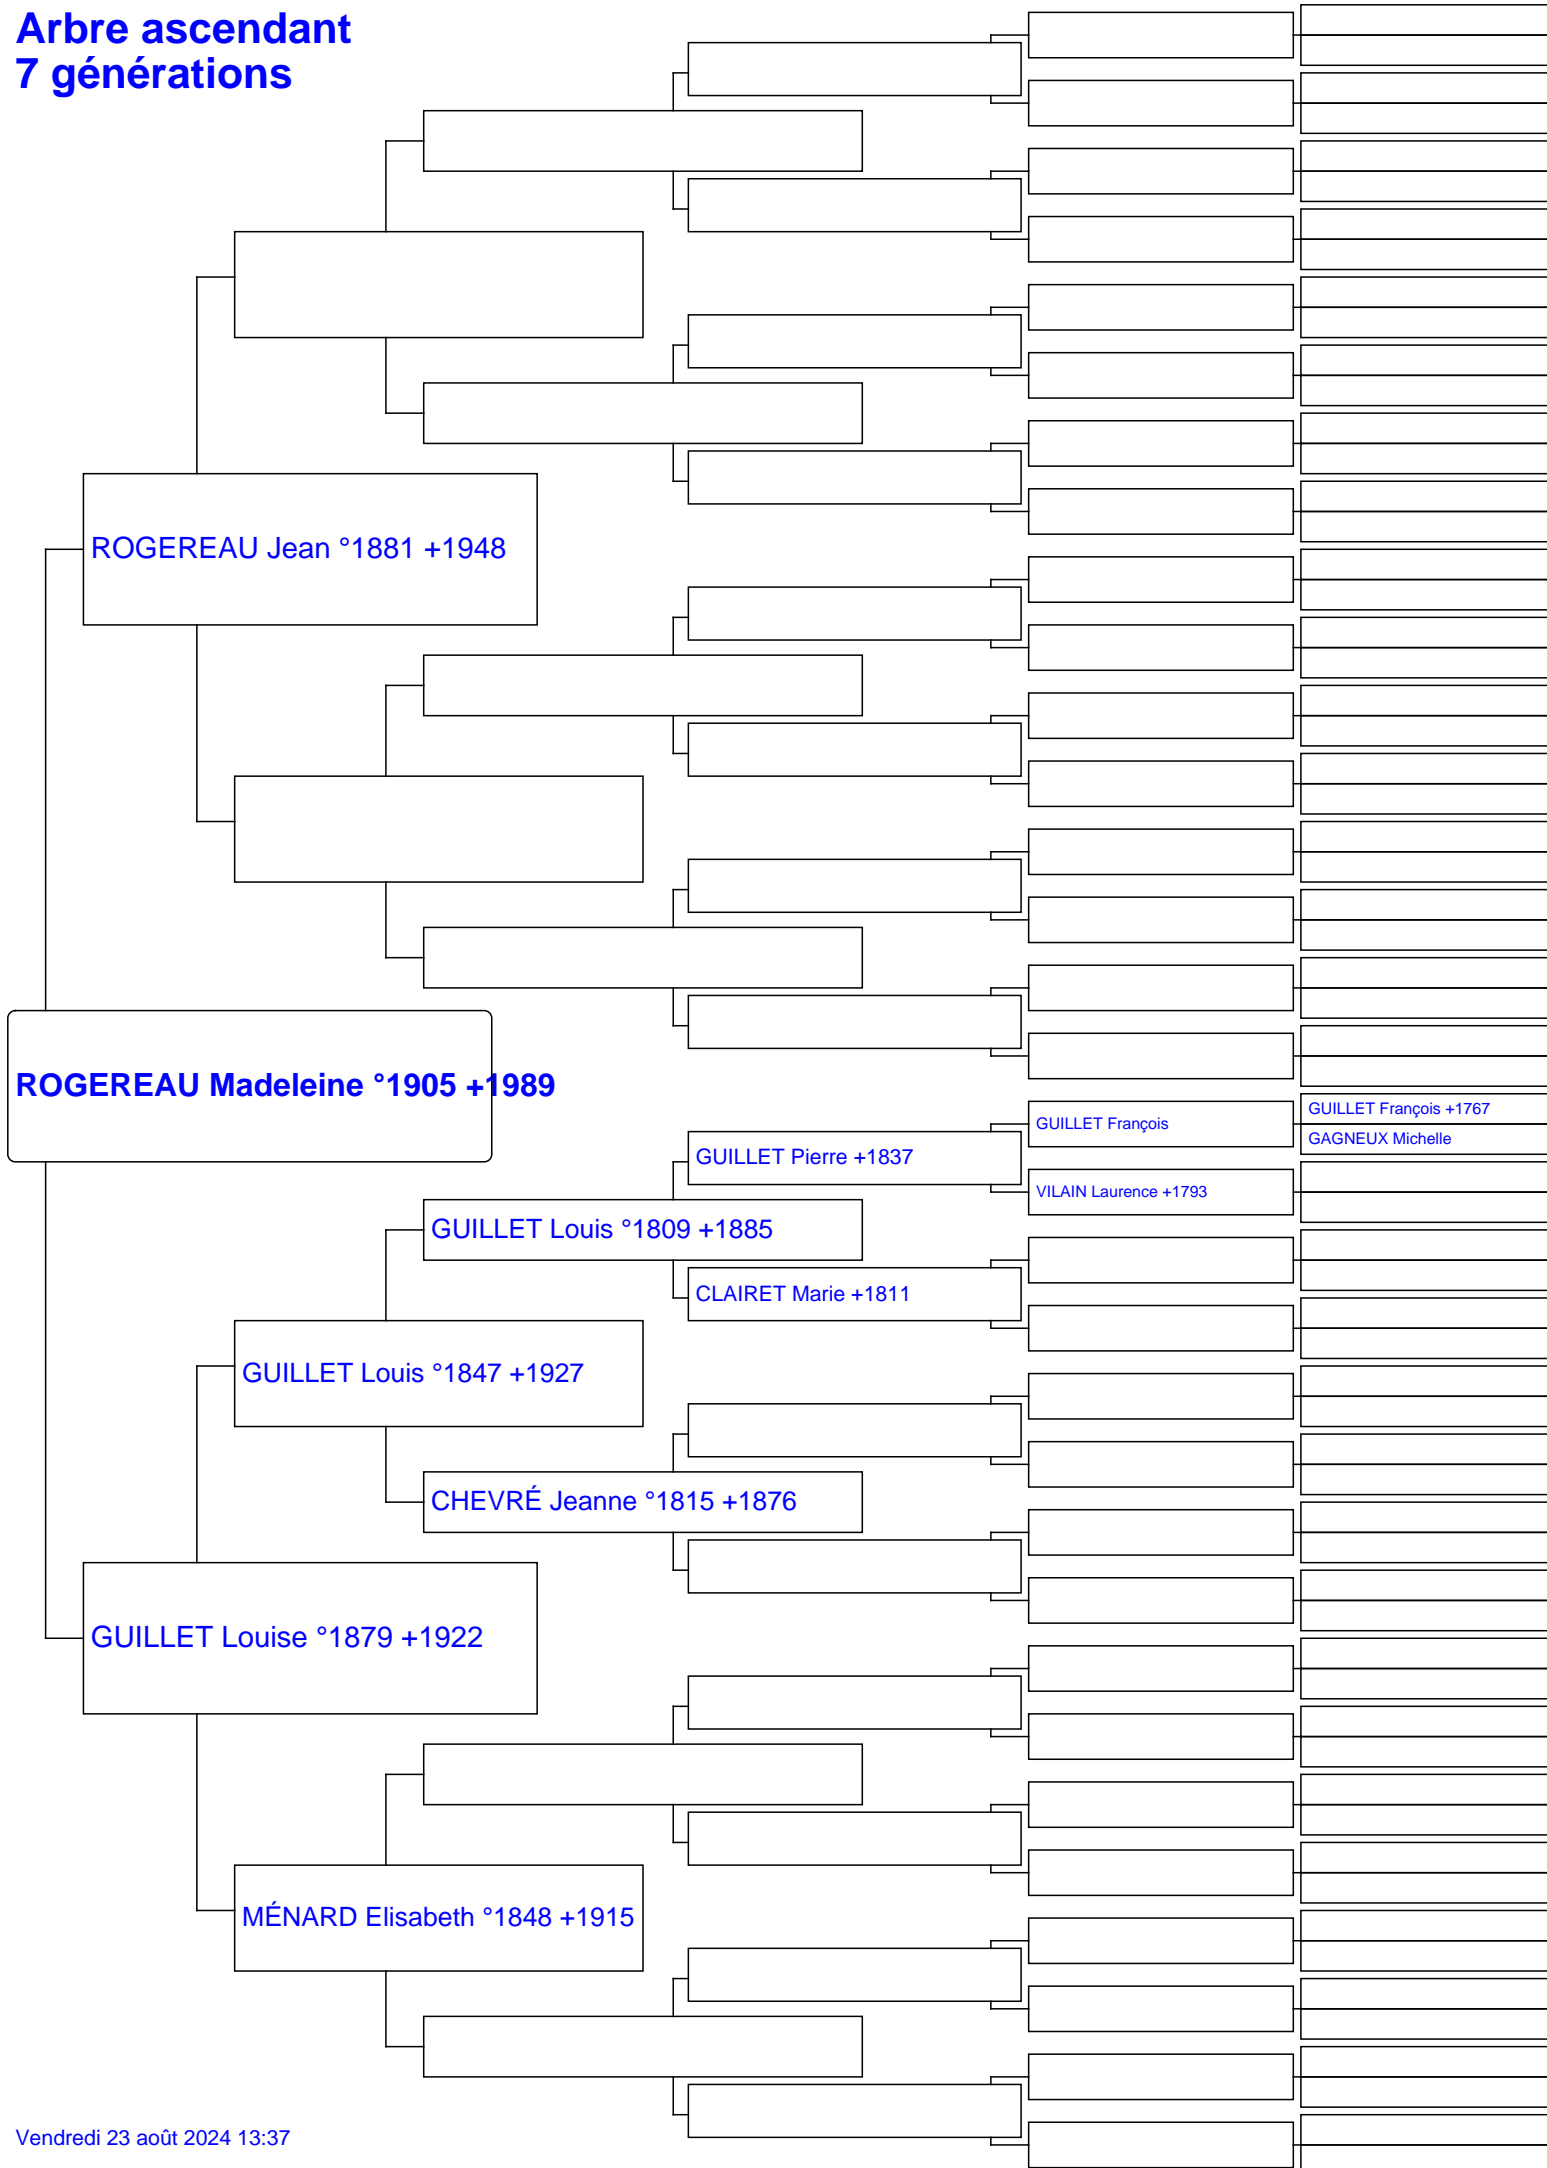 Arbre ascendant
7 générations
ROGEREAU Jean °1881 +1948
ROGEREAU Madeleine °1905 +1989
GUILLET François +1767
GUILLET François
GAGNEUX Michelle
GUILLET Pierre +1837
VILAIN Laurence +1793
GUILLET Louis °1809 +1885
CLAIRET Marie +1811
GUILLET Louis °1847 +1927
CHEVRÉ Jeanne °1815 +1876
GUILLET Louise °1879 +1922
MÉNARD Elisabeth °1848 +1915
Vendredi 23 août 2024 13:37